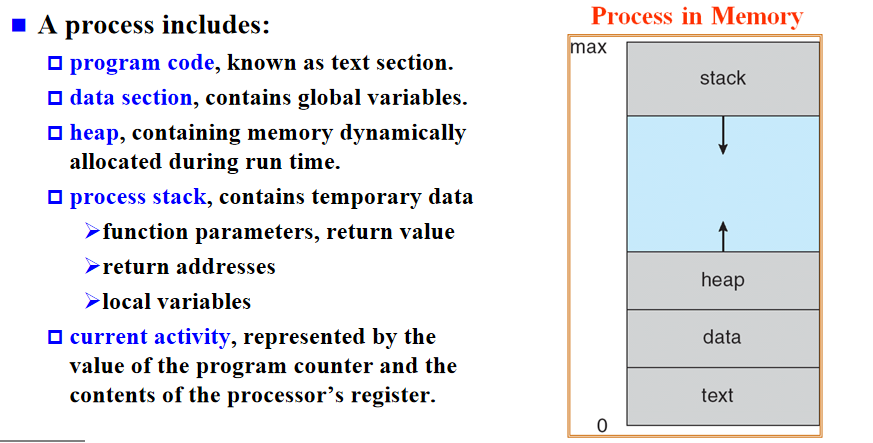 A process includes:
program code, known as text section.
data section, contains global variables.
heap, containing memory dynamically
allocated during run time.
process stack, contains temporary data
function parameters, return value
return addresses
local variables
current activity, represented by the
value of the program counter and the
contents of the processor’s register.
Process in Memory
max
stack
heap
data
text
0